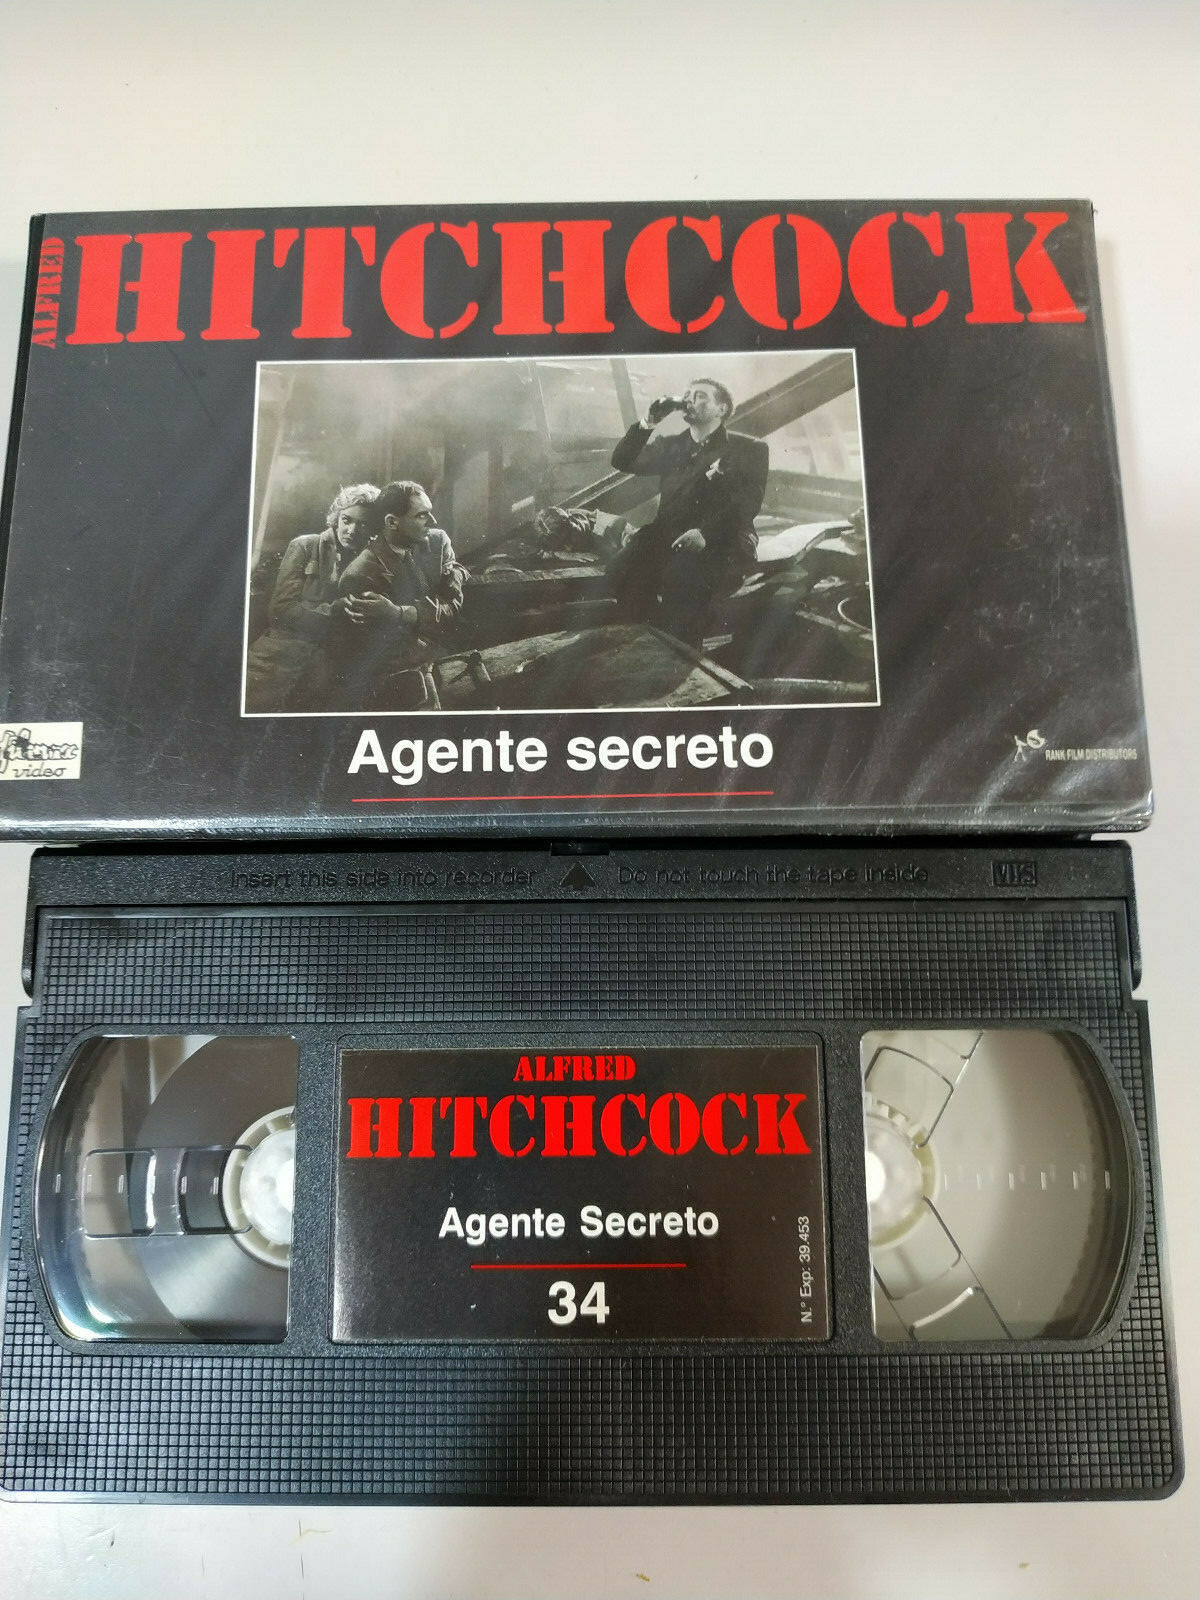 ALFRED
HITCHCOCK
Agente secreto
video
RANK FILM DISTRIBUTORS
Insert this side into recorder
Do not touch the tape inside
VHS
ALFRED
HITCHCOCK
Agente Secreto
34
N.º Exp: 39.453